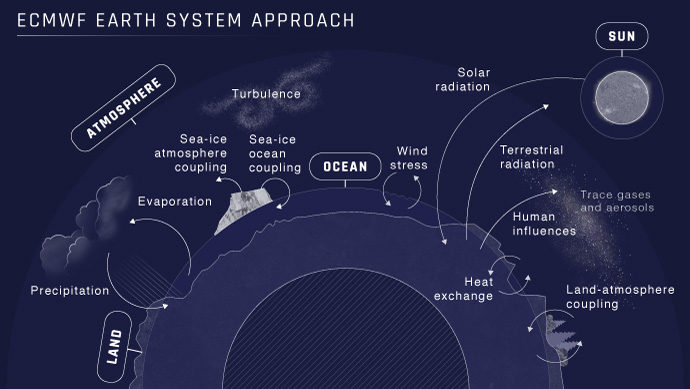 ECMWF EARTH SYSTEM APPROACH
SUN
Solar
radiation
ATMOSPHERE
Turbulence
Sea-ice
atmosphere
coupling
Sea-ice
ocean
coupling
OCEAN
Wind
stress
Terrestrial
radiation
Trace gases
and aerosols
Evaporation
Human
influences
Precipitation
Heat
exchange
Land-atmosphere
coupling
LAND